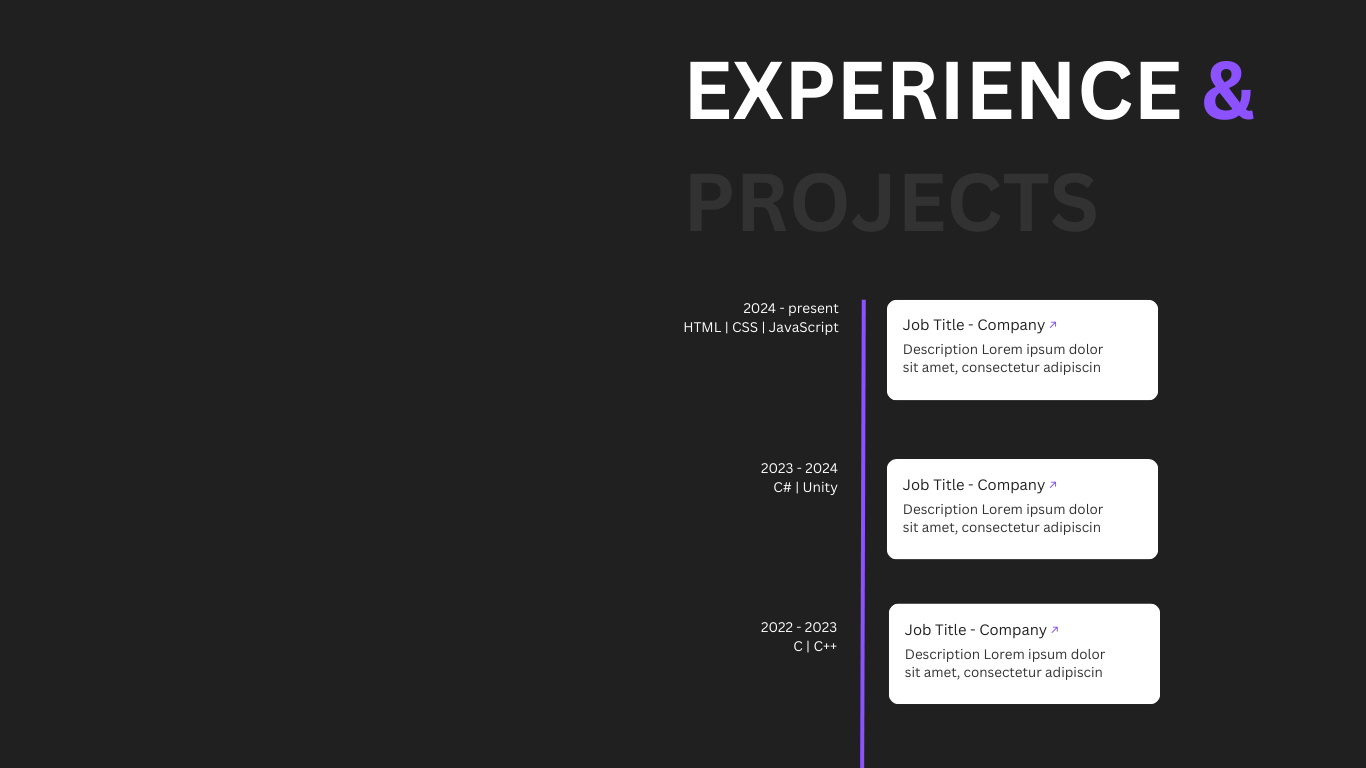 EXPERIENCE &
PROJECTS
2024 - present
HTML | CSS | JavaScript
Job Title - Company ↗
Description Lorem ipsum dolor
sit amet, consectetur adipiscin
2023 - 2024
C# | Unity
Job Title - Company ↗
Description Lorem ipsum dolor
sit amet, consectetur adipiscin
2022 - 2023
C | C++
Job Title - Company ↗
Description Lorem ipsum dolor
sit amet, consectetur adipiscin